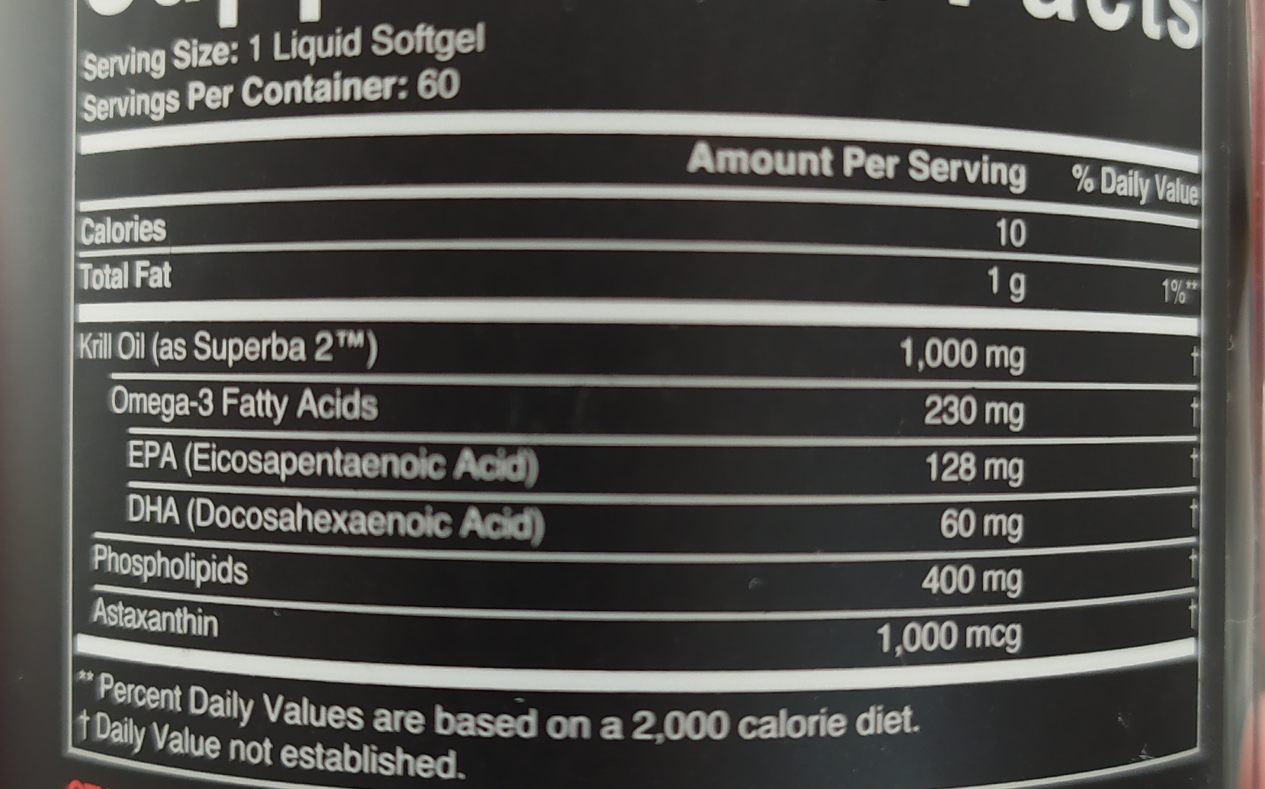 Serving Size: 1 Liquid Softgel
Servings Per Container: 60
Amount Per Serving % Daily Value
Calories 10
Total Fat 1 g 1%**
Krill Oil (as Superba 2™) 1,000 mg †
Omega-3 Fatty Acids 230 mg †
EPA (Eicosapentaenoic Acid) 128 mg †
DHA (Docosahexaenoic Acid) 60 mg †
Phospholipids 400 mg †
Astaxanthin 1,000 mcg †
** Percent Daily Values are based on a 2,000 calorie diet.
† Daily Value not established.